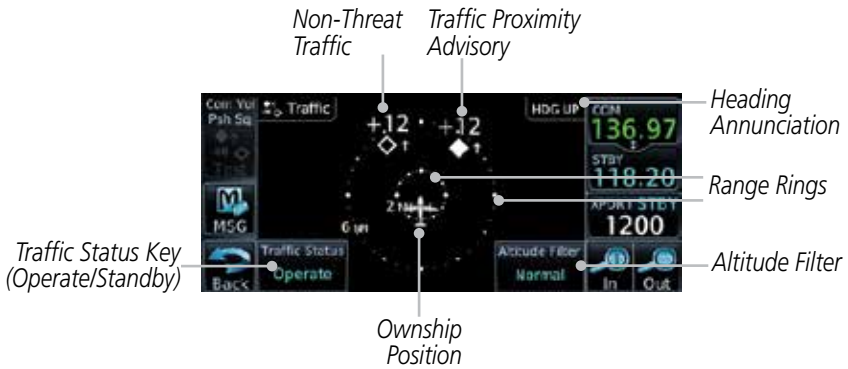 Non-Threat
Traffic
Traffic Proximity
Advisory
Heading
Annunciation
Range Rings
Altitude Filter
Traffic Status Key
(Operate/Standby)
Ownship
Position
Com Vol
Psh Sq
Traffic
+12
+12
HDG UP
COM
136.97
STBY
118.20
XPDR STBY
1200
MSG
2
6 NM
Traffic Status
Operate
Altitude Filter
Normal
Back
In
Out